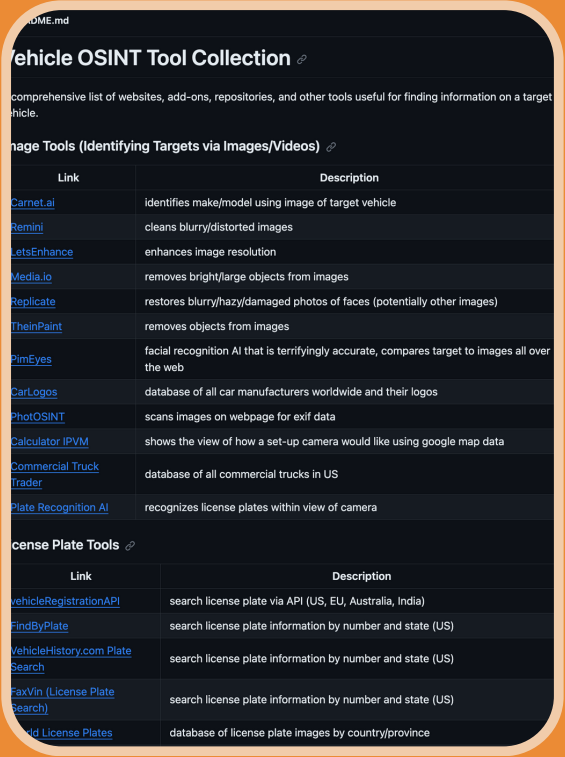 DME.md
Vehicle OSINT Tool Collection
comprehensive list of websites, add-ons, repositories, and other tools useful for finding information on a target
ehicle.
mage Tools (Identifying Targets via Images/Videos)
Link Description
Carnet.ai identifies make/model using image of target vehicle
Remini cleans blurry/distorted images
LetsEnhance enhances image resolution
Media.io removes bright/large objects from images
Replicate restores blurry/hazy/damaged photos of faces (potentially other images)
TheinPaint removes objects from images
PimEyes facial recognition AI that is terrifyingly accurate, compares target to images all over
the web
CarLogos database of all car manufacturers worldwide and their logos
PhotOSINT scans images on webpage for exif data
Calculator IPVM shows the view of how a set-up camera would like using google map data
Commercial Truck
Trader database of all commercial trucks in US
Plate Recognition AI recognizes license plates within view of camera
cense Plate Tools
Link Description
vehicleRegistrationAPI search license plate via API (US, EU, Australia, India)
FindByPlate search license plate information by number and state (US)
VehicleHistory.com Plate
Search search license plate information by number and state (US)
FaxVin (License Plate
Search) search license plate information by number and state (US)
rld License Plates database of license plate images by country/province